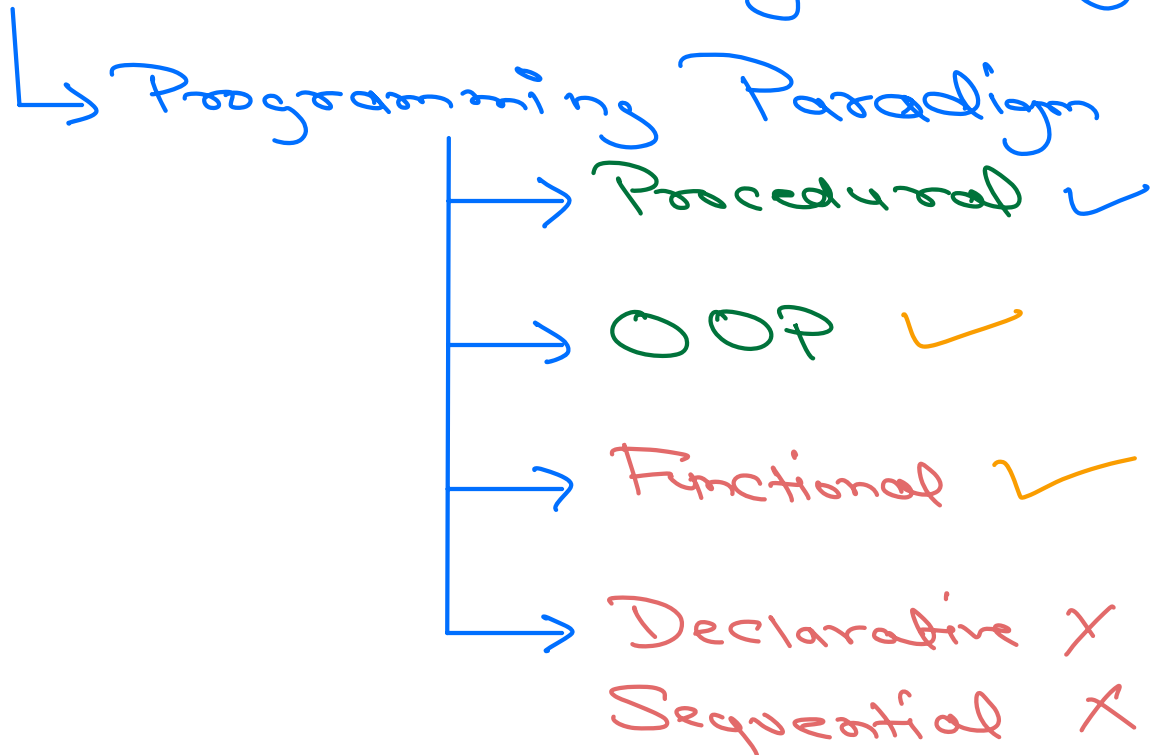 Programming Paradigm
Procedural ✓
OOP ✓
Functional ✓
Declarative X
Sequential X